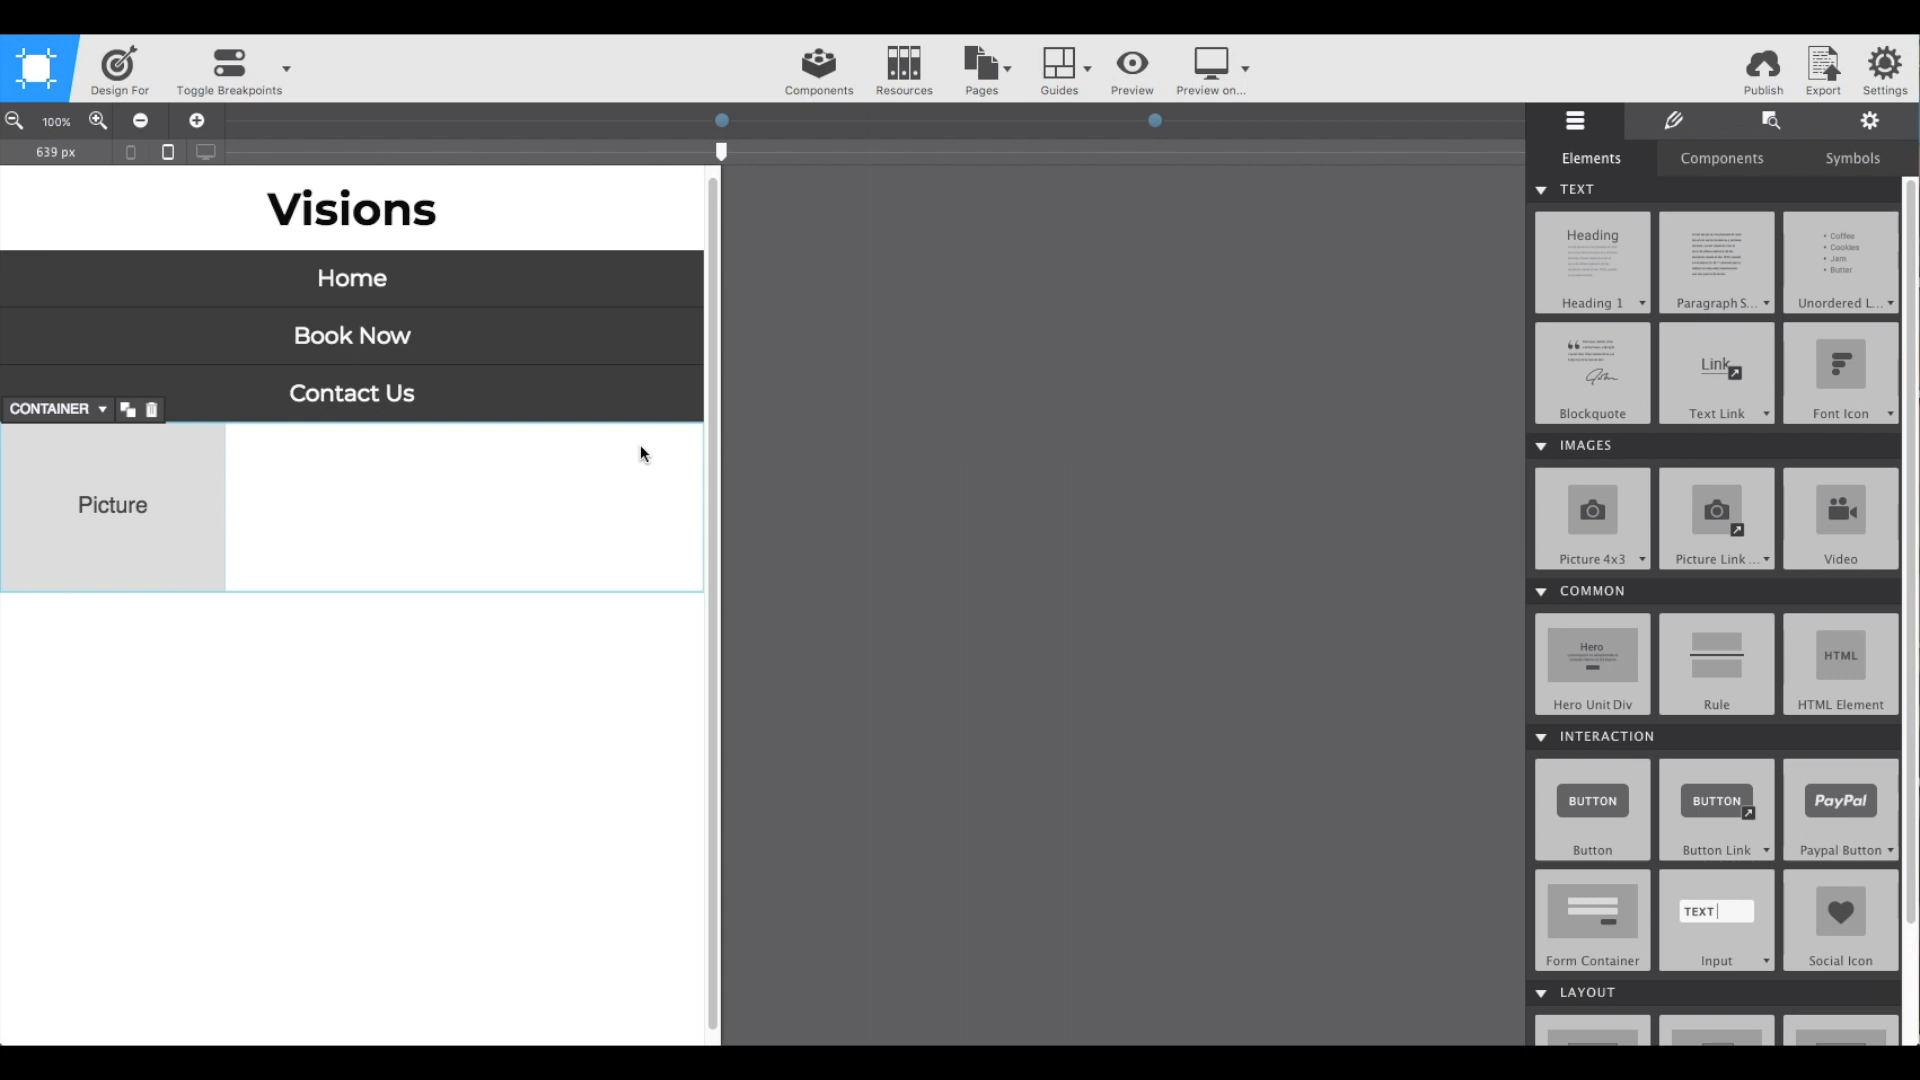 Design For
Toggle Breakpoints
Components
Resources
Pages
Guides
Preview
Preview on...
Publish
Export
Settings
100%
639 px
Elements
Components
Symbols
Visions
Home
Book Now
Contact Us
CONTAINER
Picture
TEXT
Heading
Coffee
Cookies
Jam
Butter
Heading 1
Paragraph S...
Unordered L...
Link
Blockquote
Text Link
Font Icon
IMAGES
Picture 4x3
Picture Link ...
Video
COMMON
Hero
HTML
Hero Unit Div
Rule
HTML Element
INTERACTION
BUTTON
BUTTON
PayPal
Button
Button Link
Paypal Button
TEXT
Form Container
Input
Social Icon
LAYOUT